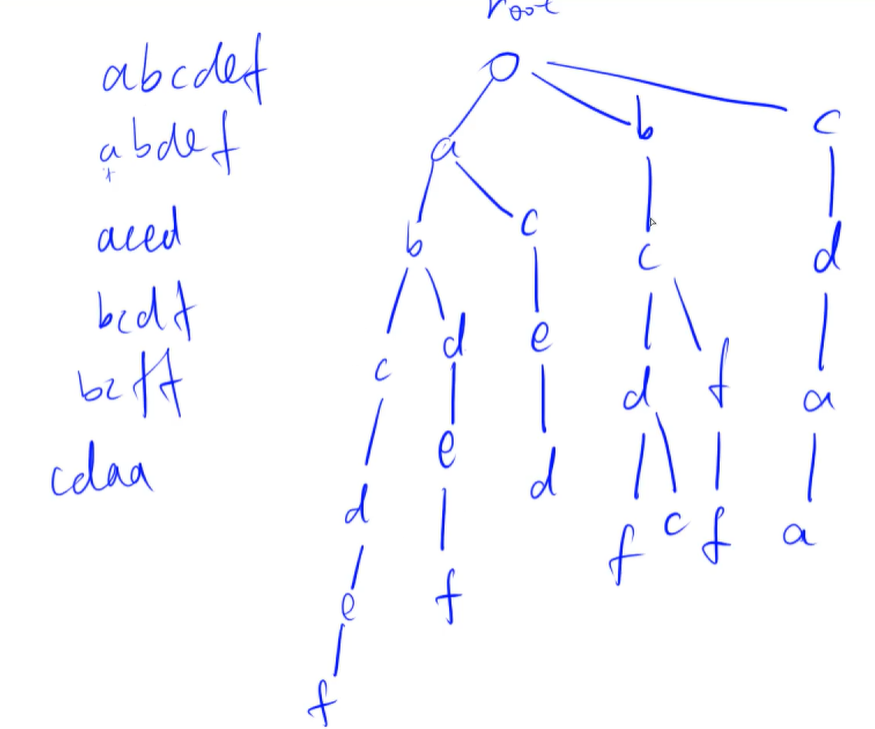 root
abcdef
abdef
aced
bcdf
bcff
cdaa
a b c
b c c d
c d e d f a
d e d f c f a
e f
f